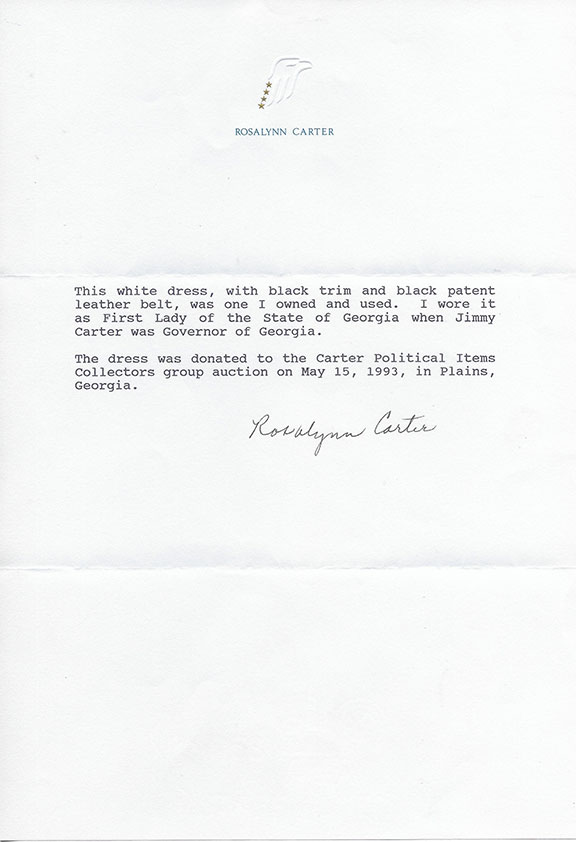 ROSALYNN CARTER
This white dress, with black trim and black patent
leather belt, was one I owned and used.  I wore it
as First Lady of the State of Georgia when Jimmy
Carter was Governor of Georgia.
The dress was donated to the Carter Political Items
Collectors group auction on May 15, 1993, in Plains,
Georgia.
Rosalynn Carter